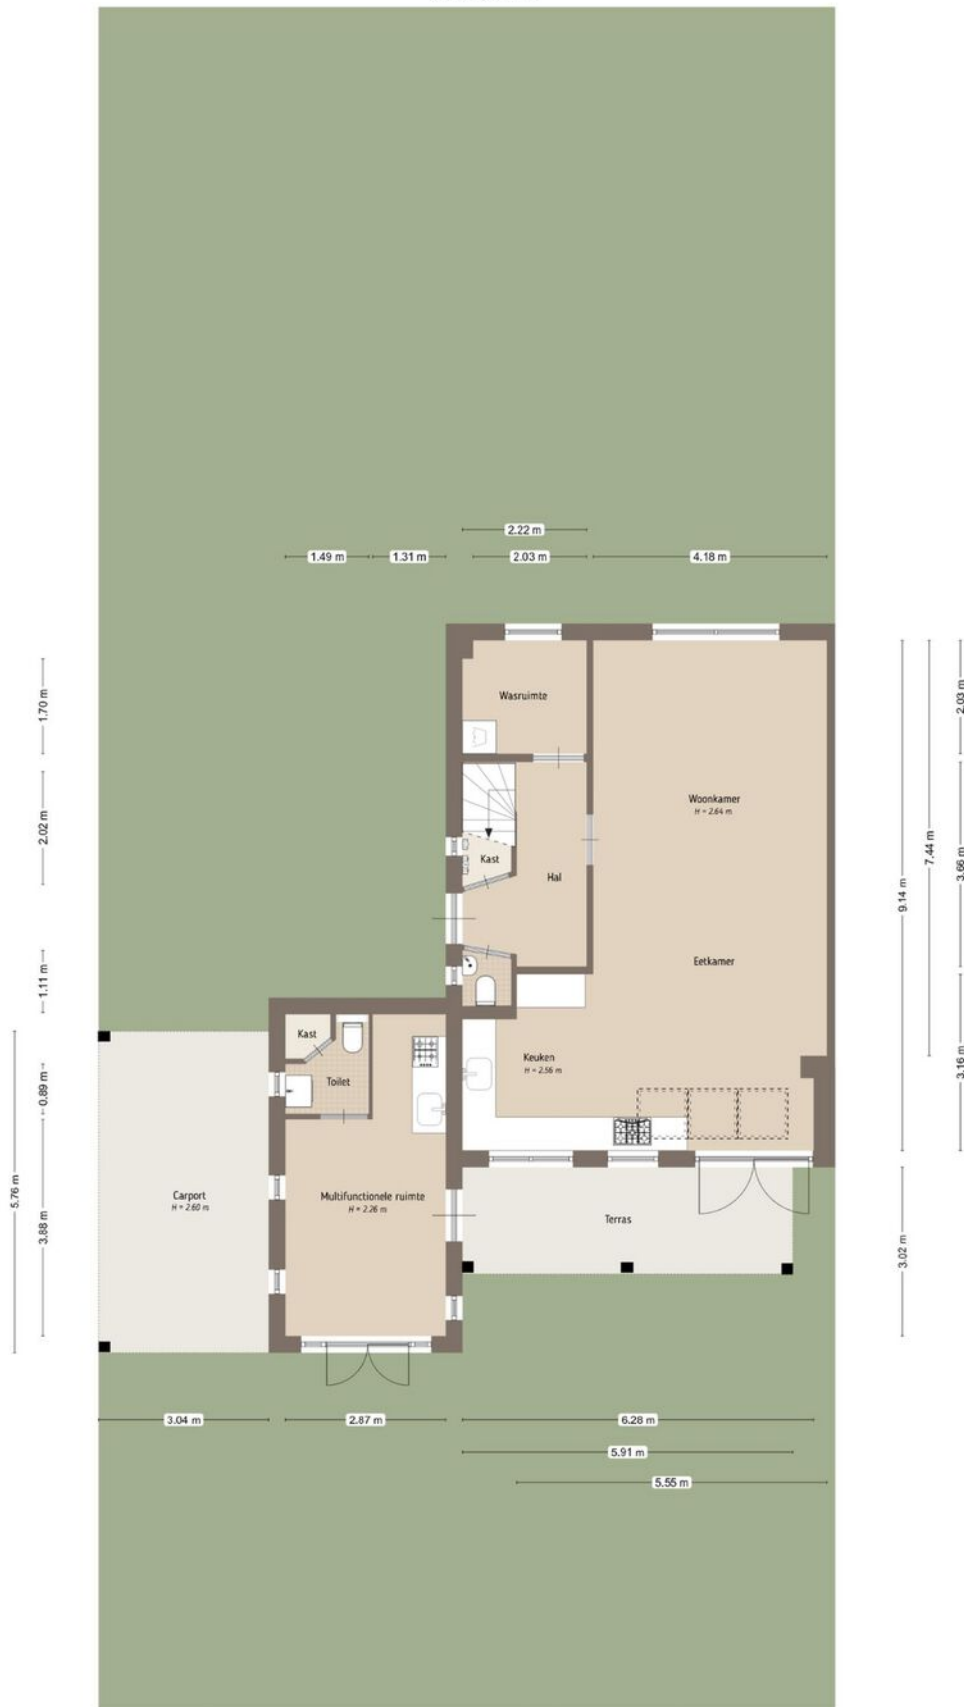 2.22 m
1.49 m
1.31 m
2.03 m
4.18 m
1.70 m
2.02 m
1.11 m
0.89 m
3.88 m
5.76 m
9.14 m
7.44 m
2.03 m
3.66 m
3.16 m
3.02 m
Wasruimte
Woonkamer
H = 2.64 m
Kast
Hal
Eetkamer
Kast
Toilet
Keuken
H = 2.56 m
Carport
H = 2.60 m
Multifunctionele ruimte
H = 2.26 m
Terras
3.04 m
2.87 m
6.28 m
5.91 m
5.55 m